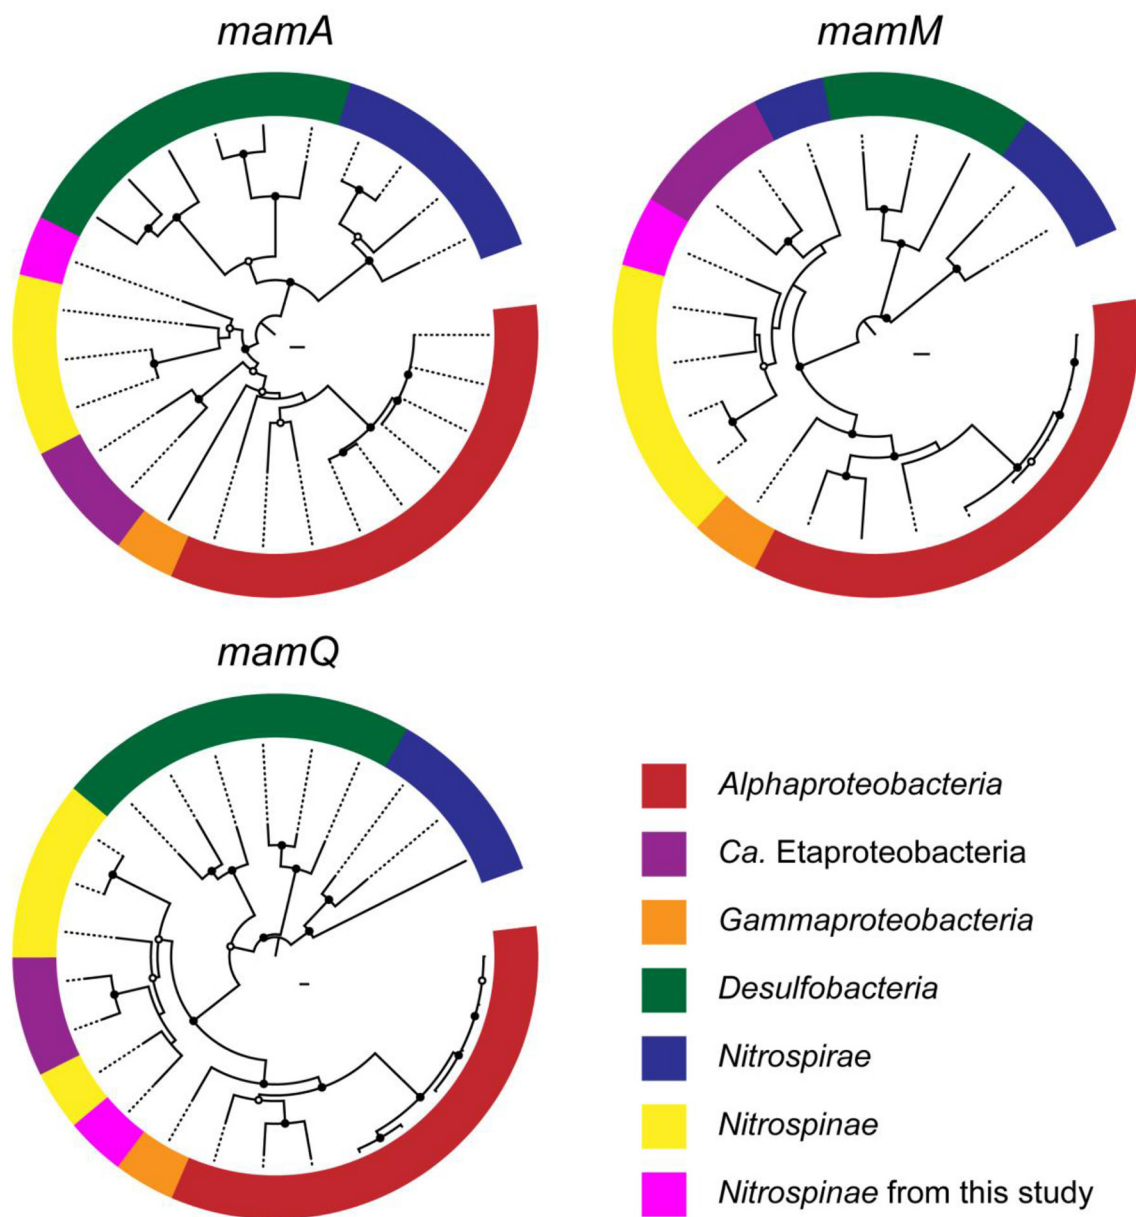 mamA
mamM
mamQ
Alphaproteobacteria
Ca. Etaproteobacteria
Gammaproteobacteria
Desulfobacteria
Nitrospirae
Nitrospinae
Nitrospinae from this study